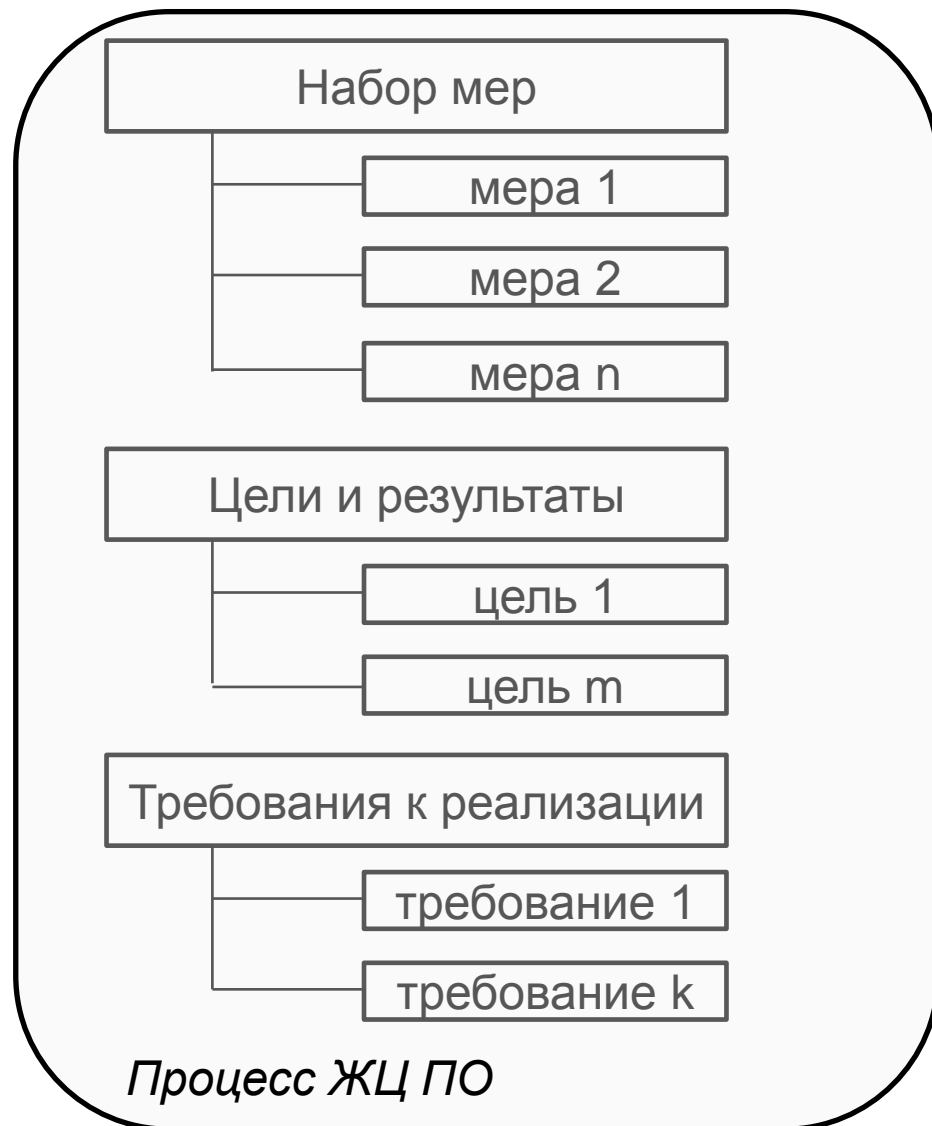 Набор мер
мера 1
мера 2
мера n
Цели и результаты
цель 1
цель m
Требования к реализации
требование 1
требование k
Процесс ЖЦ ПО